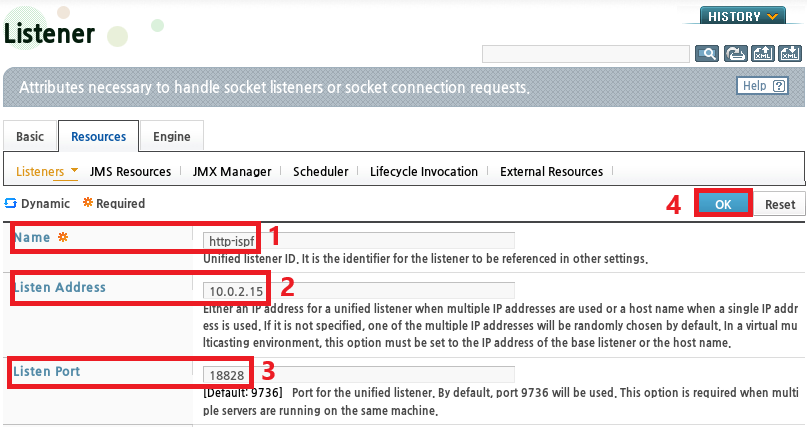 HISTORY
Listener
Attributes necessary to handle socket listeners or socket connection requests.
Help
Basic Resources Engine
Listeners JMS Resources JMX Manager Scheduler Lifecycle Invocation External Resources
Dynamic Required
4 OK Reset
Name http-ispf 1
Unified listener ID. It is the identifier for the listener to be referenced in other settings.
Listen Address 10.0.2.15 2
Either an IP address for a unified listener when multiple IP addresses are used or a host name when a single IP addr
ess is used. If it is not specified, one of the multiple IP addresses will be randomly chosen by default. In a virtual mu
lticasting environment, this option must be set to the IP address of the base listener or the host name.
Listen Port 18828 3
[Default: 9736] Port for the unified listener. By default, port 9736 will be used. This option is required when multi
ple servers are running on the same machine.